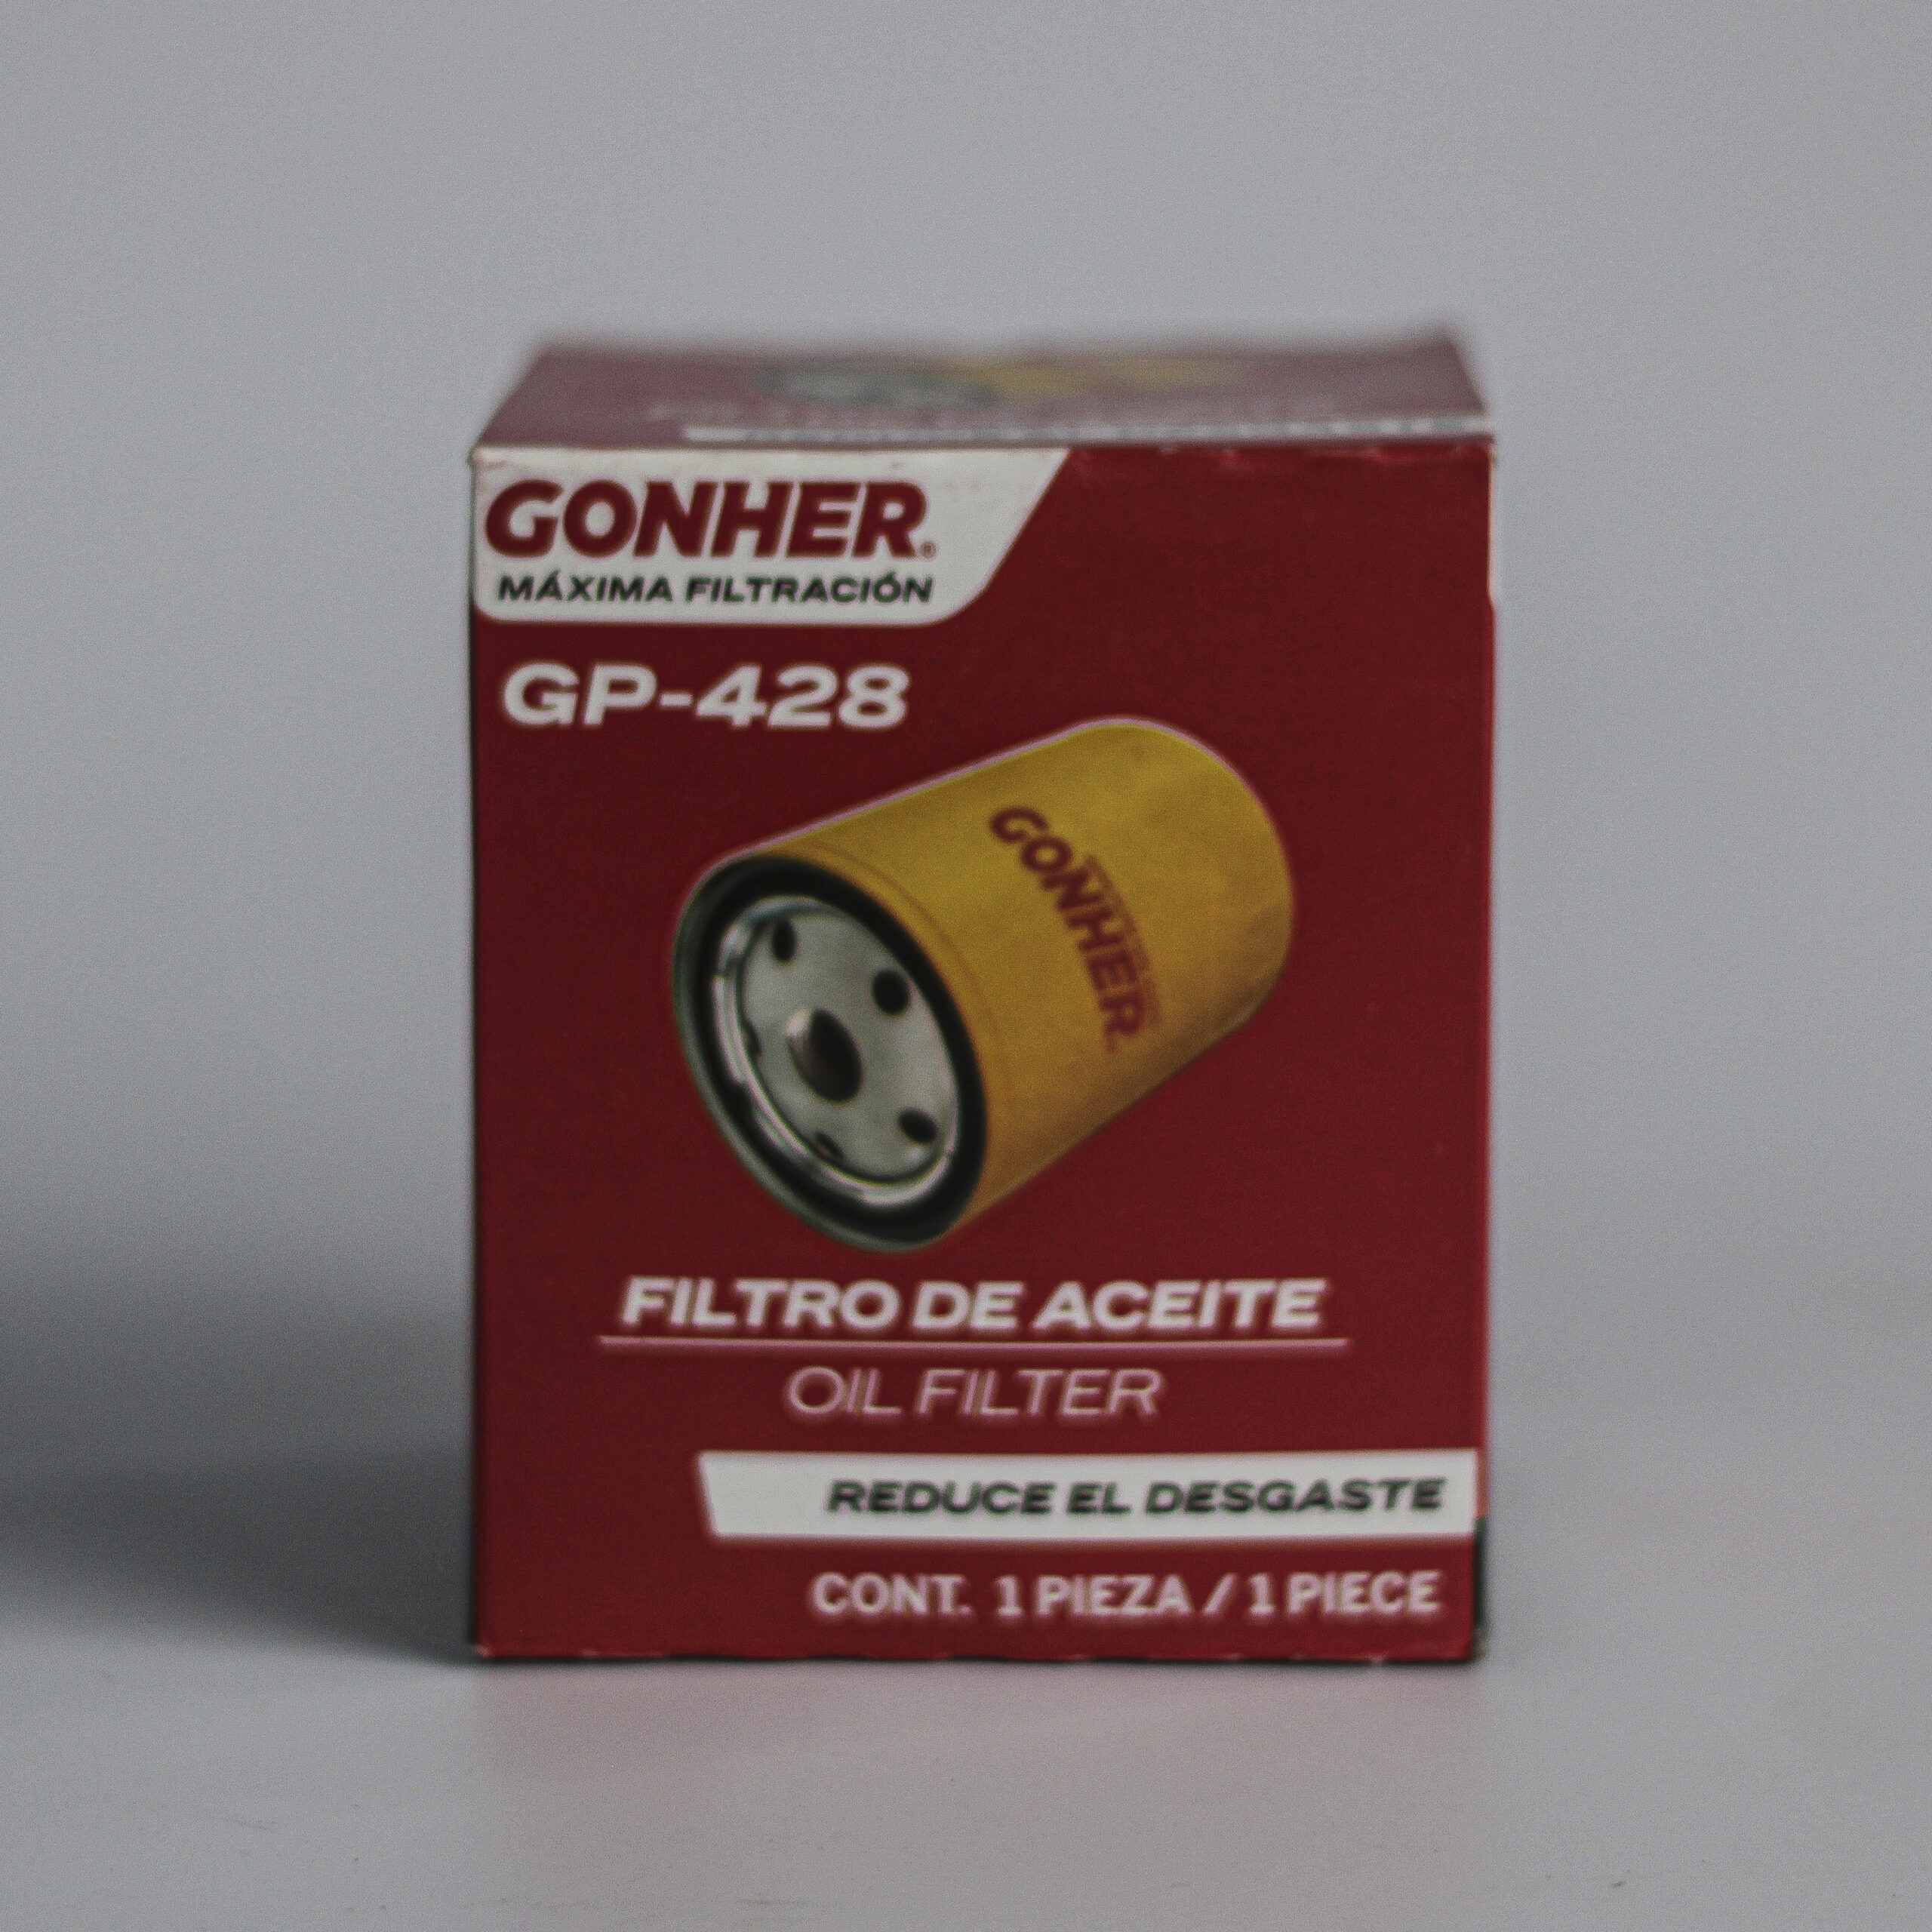 GONHER®
MÁXIMA FILTRACIÓN
GP-428
GONHER
FILTRO DE ACEITE
OIL FILTER
REDUCE EL DESGASTE
CONT. 1 PIEZA / 1 PIECE